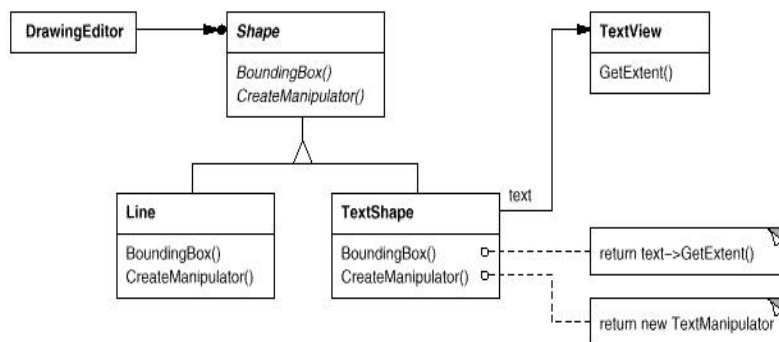 DrawingEditor
Shape
BoundingBox()
CreateManipulator()
TextView
GetExtent()
text
Line
BoundingBox()
CreateManipulator()
TextShape
BoundingBox()
CreateManipulator()
return text->GetExtent()
return new TextManipulator